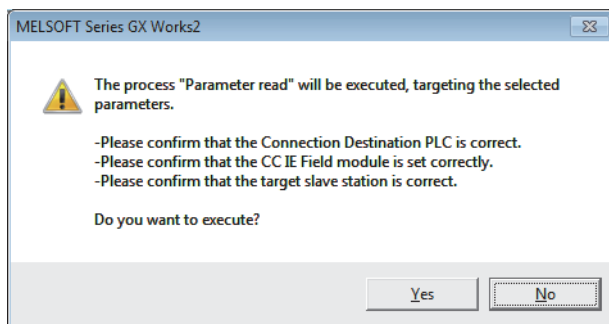 MELSOFT Series GX Works2
The process "Parameter read" will be executed, targeting the selected
parameters.
-Please confirm that the Connection Destination PLC is correct.
-Please confirm that the CC IE Field module is set correctly.
-Please confirm that the target slave station is correct.
Do you want to execute?
Yes
No